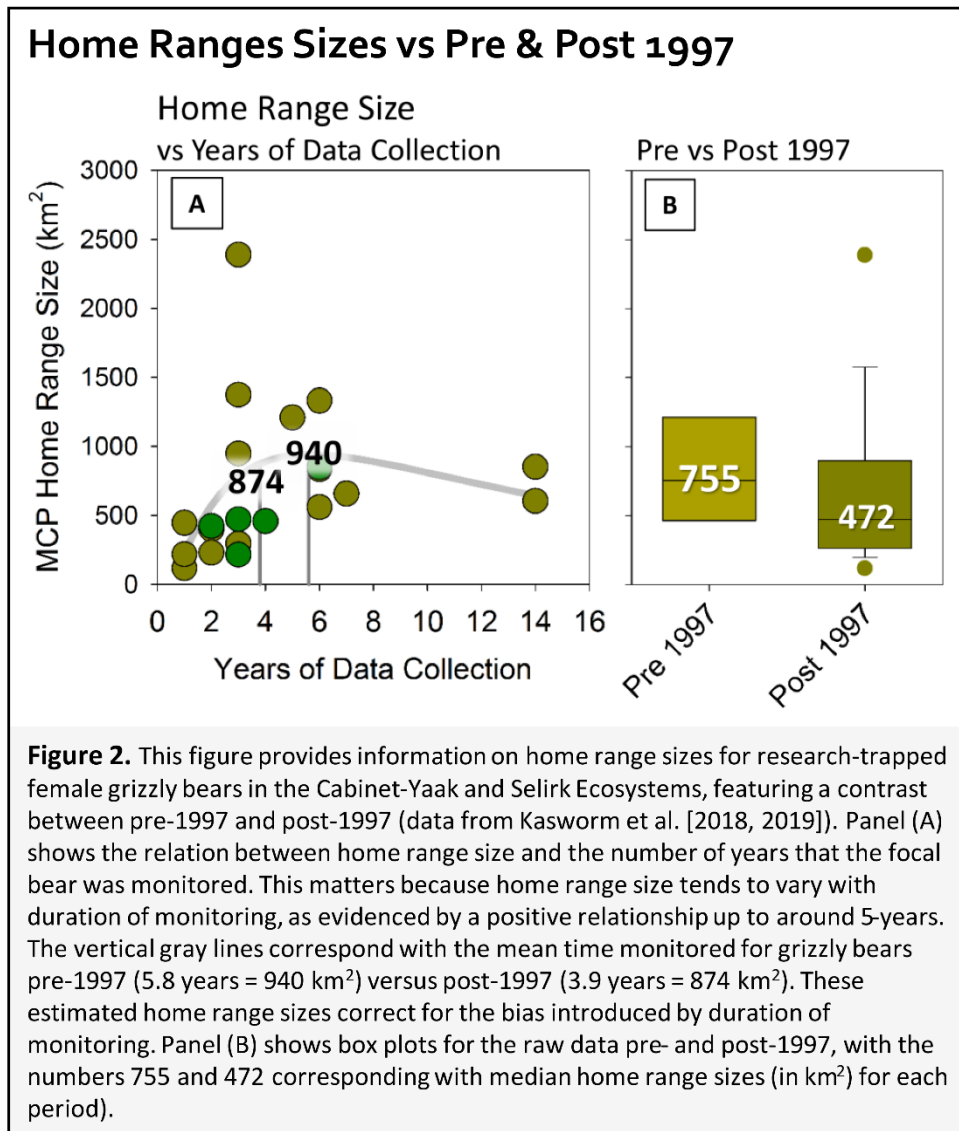 Home Ranges Sizes vs Pre & Post 1997
Home Range Size
vs Years of Data Collection
Pre vs Post 1997
MCP Home Range Size (km²)
3000
2500
2000
1500
1000
500
0
A
940
874
0 2 4 6 8 10 12 14 16
Years of Data Collection
B
755
472
Pre 1997
Post 1997
Figure 2. This figure provides information on home range sizes for research-trapped
female grizzly bears in the Cabinet-Yaak and Selirk Ecosystems, featuring a contrast
between pre-1997 and post-1997 (data from Kasworm et al. [2018, 2019]). Panel (A)
shows the relation between home range size and the number of years that the focal
bear was monitored. This matters because home range size tends to vary with
duration of monitoring, as evidenced by a positive relationship up to around 5-years.
The vertical gray lines correspond with the mean time monitored for grizzly bears
pre-1997 (5.8 years = 940 km²) versus post-1997 (3.9 years = 874 km²). These
estimated home range sizes correct for the bias introduced by duration of
monitoring. Panel (B) shows box plots for the raw data pre- and post-1997, with the
numbers 755 and 472 corresponding with median home range sizes (in km²) for each
period).